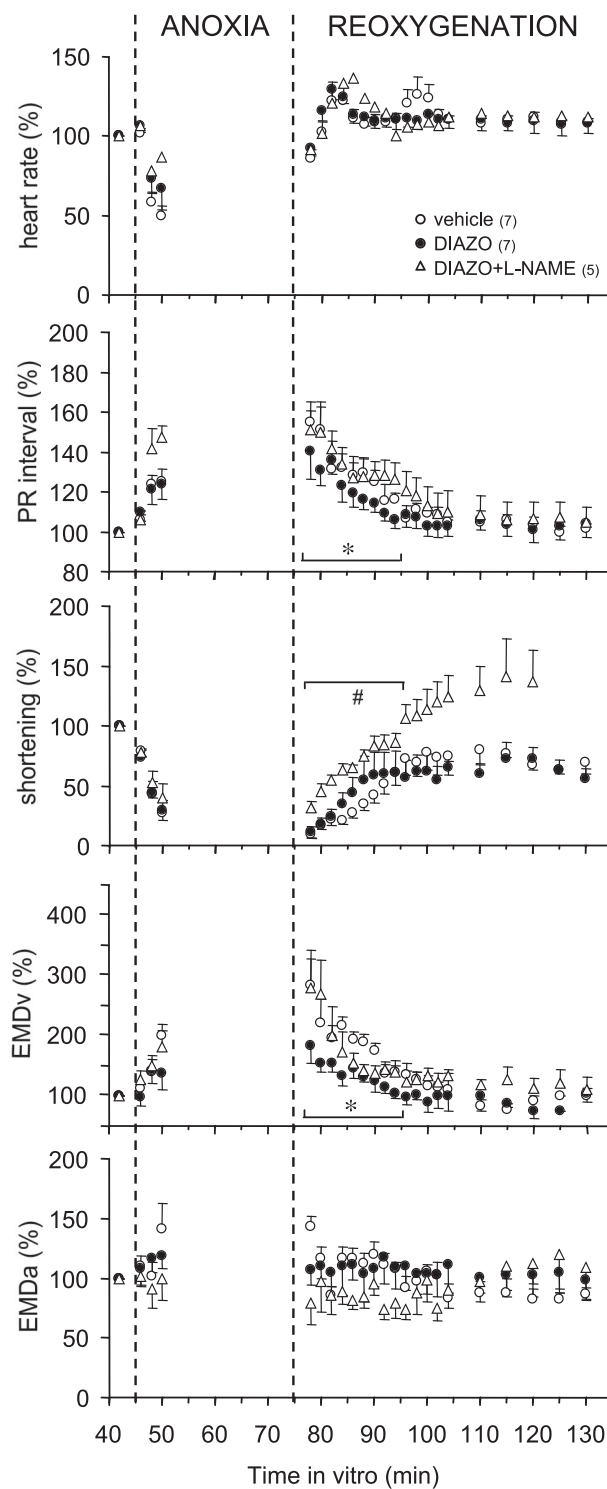 ANOXIA REOXYGENATION
heart rate (%)
150
100
50
0
vehicle (7)
DIAZO (7)
DIAZO+L-NAME (5)
PR interval (%)
200
180
160
140
120
100
80
*
shortening (%)
200
150
100
50
0
#
EMDv (%)
400
300
200
100
*
EMDa (%)
200
150
100
50
0
40 50 60 70 80 90 100 110 120 130
Time in vitro (min)